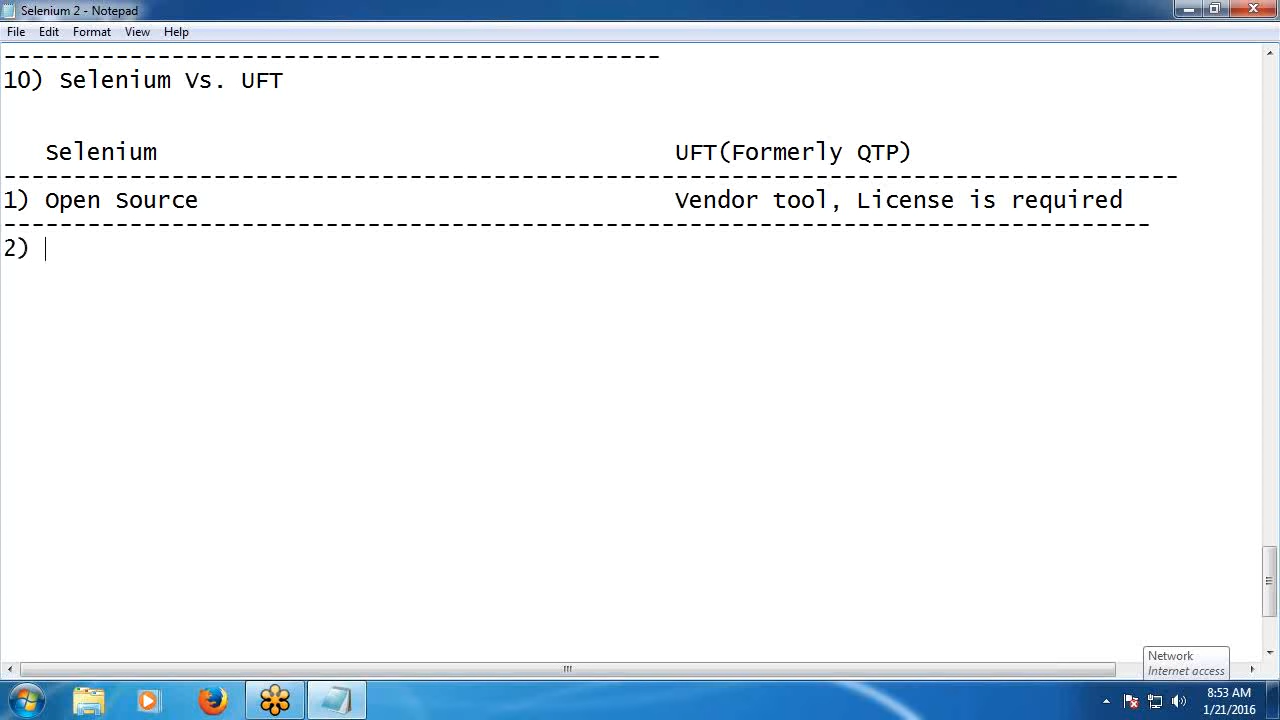 Selenium 2 - Notepad
File Edit Format View Help
-----------------------------------------------
10) Selenium Vs. UFT
Selenium UFT(Formerly QTP)
------------------------------------------------------------------------------------
1) Open Source Vendor tool, License is required
----------------------------------------------------------------------------------
2)
Network
Internet access
8:53 AM
1/21/2016